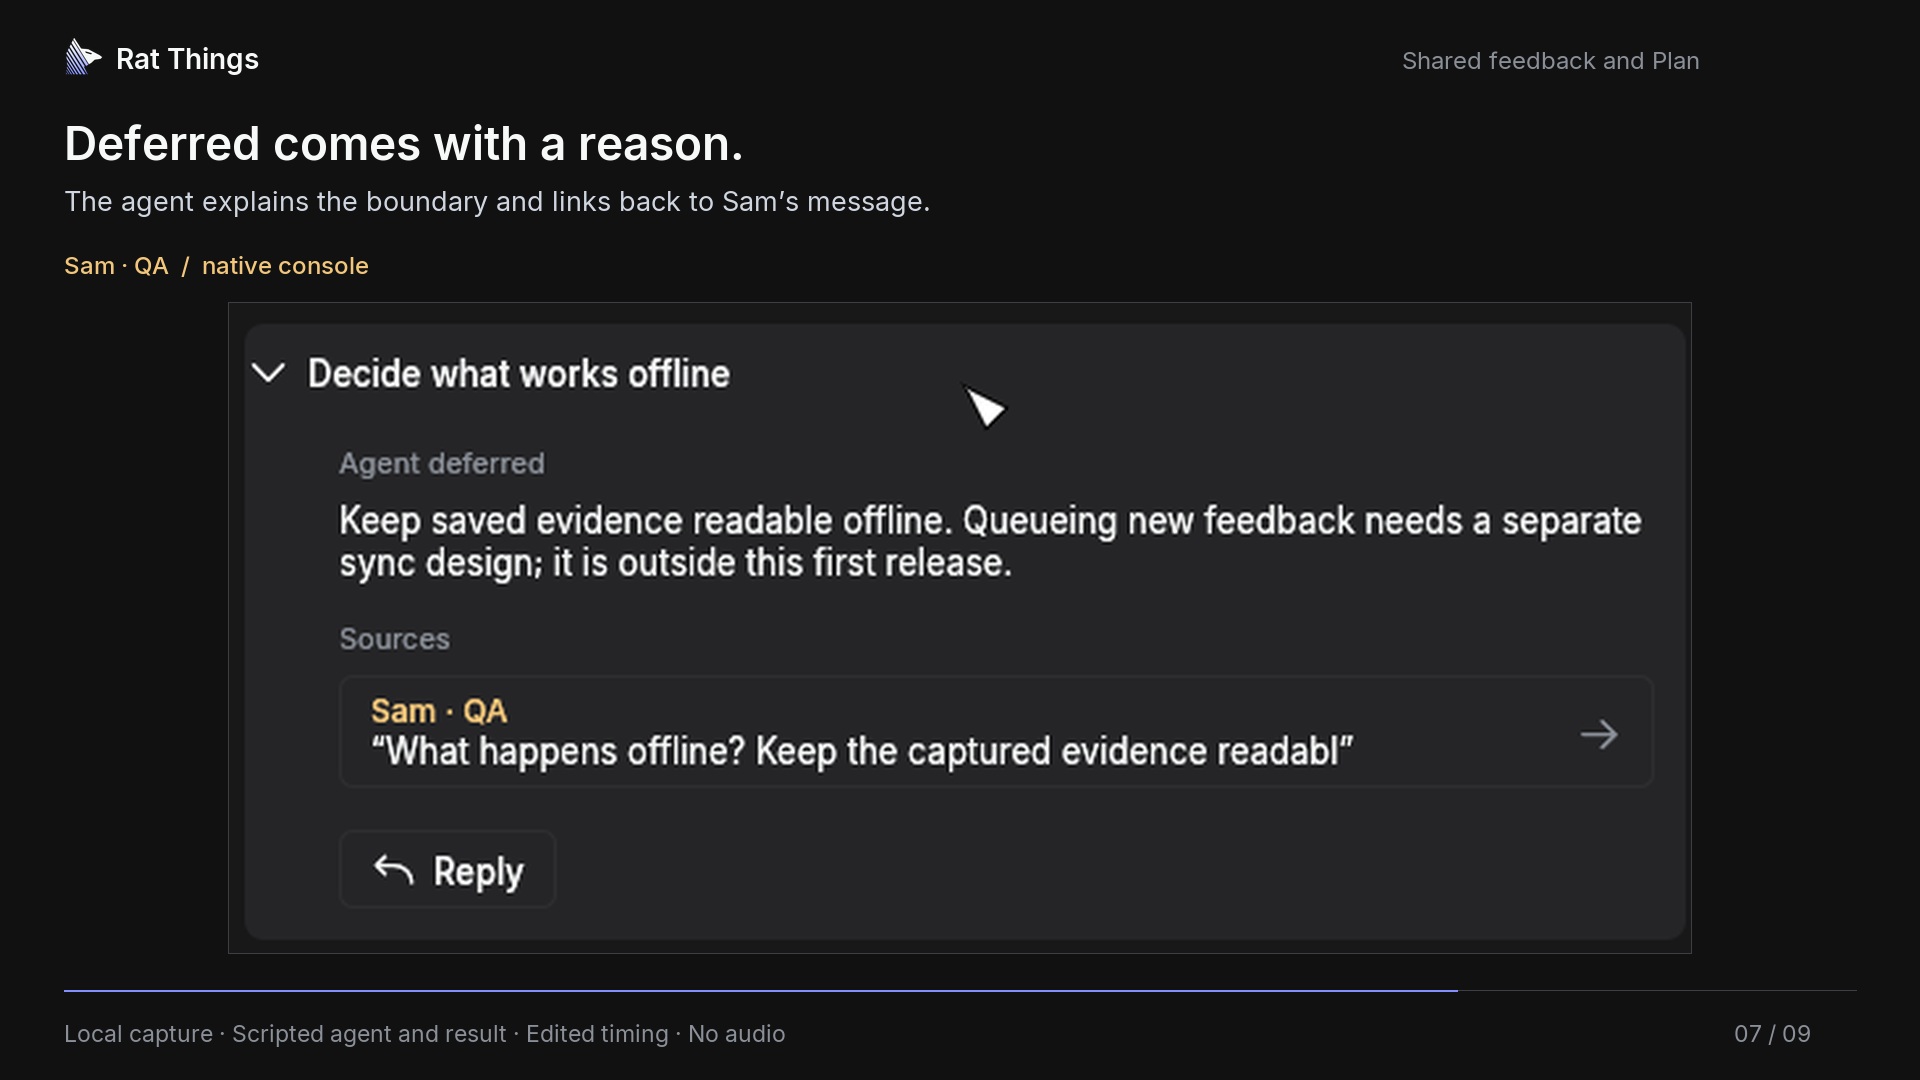 Rat Things
Shared feedback and Plan
Deferred comes with a reason.
The agent explains the boundary and links back to Sam’s message.
Sam · QA / native console
Decide what works offline
Agent deferred
Keep saved evidence readable offline. Queueing new feedback needs a separate
sync design; it is outside this first release.
Sources
Sam · QA
“What happens offline? Keep the captured evidence readabl”
Reply
Local capture · Scripted agent and result · Edited timing · No audio
07 / 09